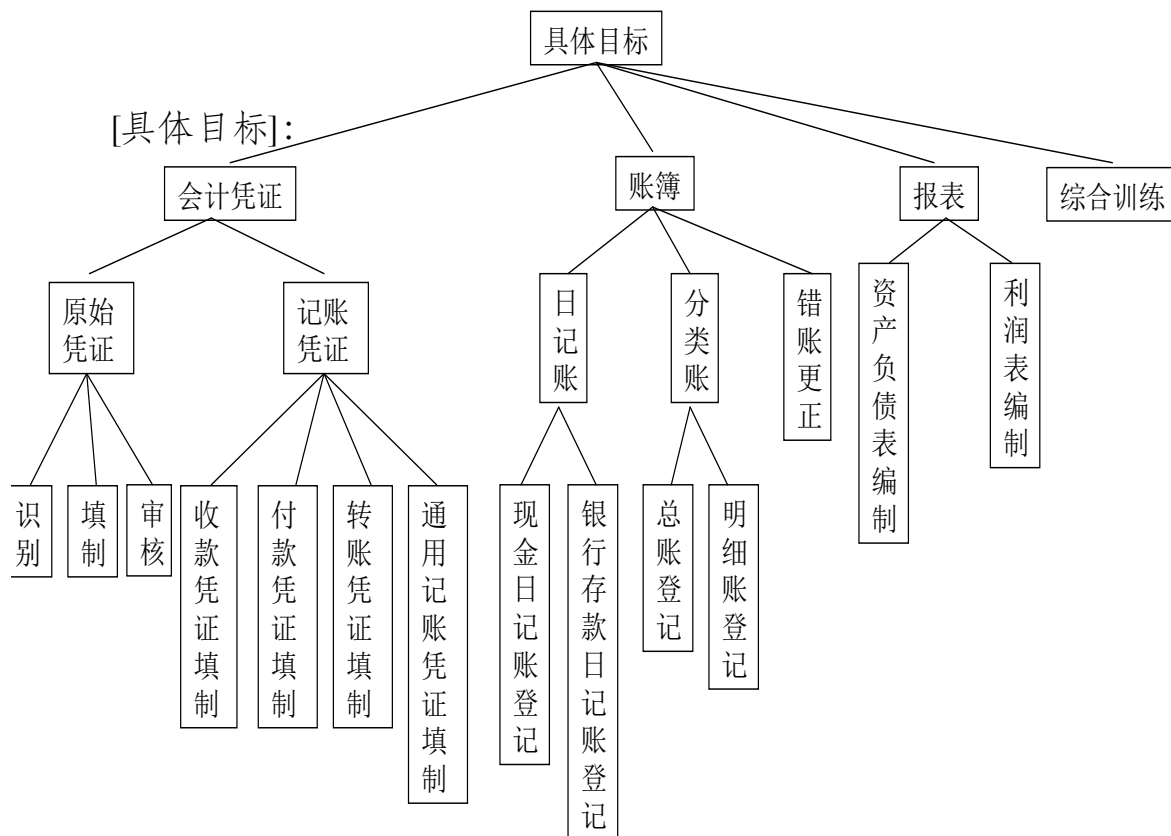 具体目标
[具体目标]：
会计凭证
账簿
报表
综合训练
原始
凭证
记账
凭证
日记账
分类账
错账更正
资产负债表编制
利润表编制
识别
填制
审核
收款凭证填制
付款凭证填制
转账凭证填制
通用记账凭证填制
现金日记账登记
银行存款日记账登记
总账登记
明细账登记